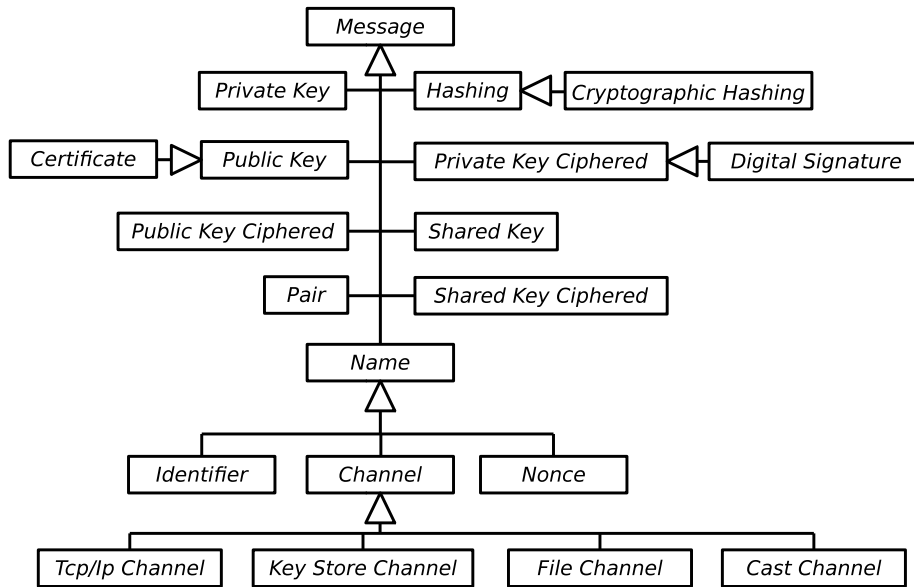 Message
Private Key
Hashing
Cryptographic Hashing
Certificate
Public Key
Private Key Ciphered
Digital Signature
Public Key Ciphered
Shared Key
Pair
Shared Key Ciphered
Name
Identifier
Channel
Nonce
Tcp/Ip Channel
Key Store Channel
File Channel
Cast Channel